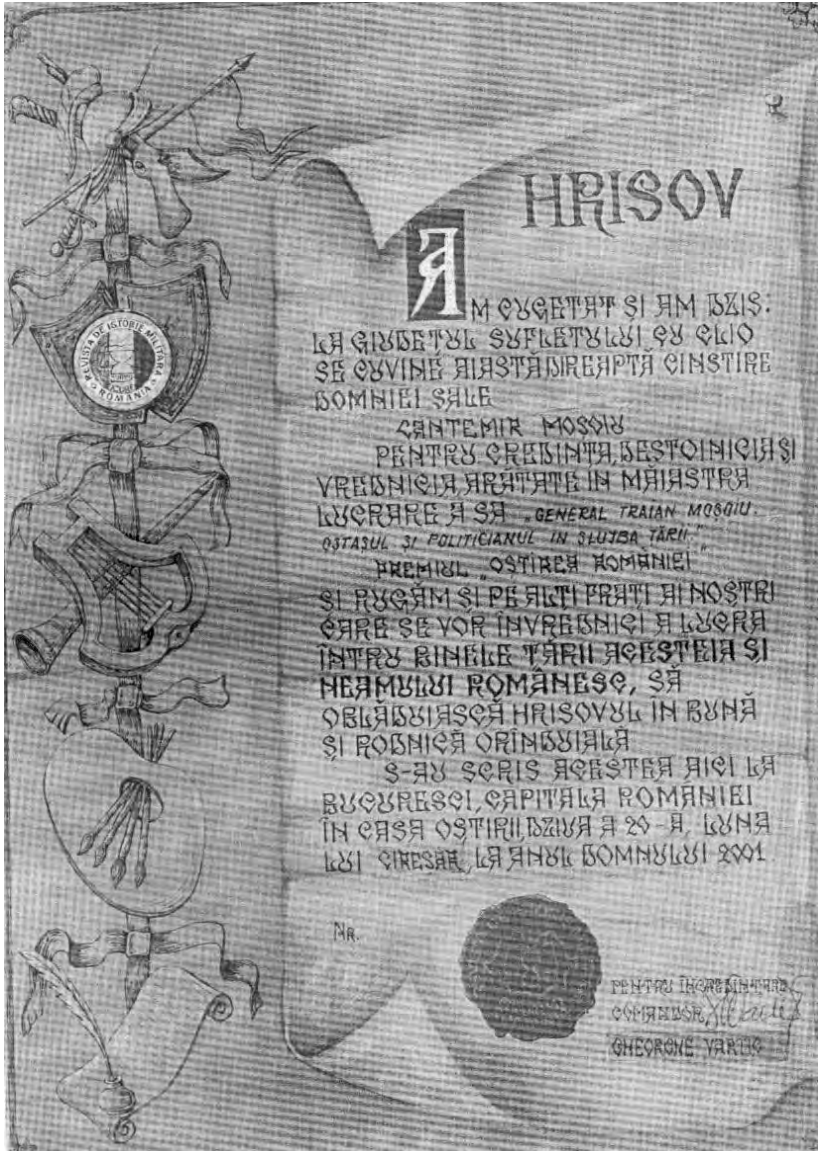 HRISOV
AM CUGETAT ȘI AM DZIS:
LA GIUDEȚUL SUFLETULUI CU CLIO
SE CUVINE AIASTĂ DIREAPTĂ CINSTIRE
DOMNIEI SALE
CANTEMIR MOȘOIU
PENTRU CREDINȚA, DESTOINICIA ȘI
VREDNICIA, ARATATE IN MĂIASTRA
LUCRARE A SA „GENERAL TRAIAN MOȘOIU.
OSTAȘUL ȘI POLITICIANUL IN SLUJBA ȚĂRII.”
PREMIUL „OȘTIREA ROMÂNIEI”
ȘI RUGĂM ȘI PE ALȚI FRAȚI AI NOȘTRI
CARE SE VOR ÎNVREDNICI A LUCRA
ÎNTRU BINELE ȚĂRII ACESTEIA ȘI
NEAMULUI ROMÂNESC, SĂ
OBLĂDUIASCĂ HRISOVUL ÎN BUNĂ
ȘI RODNICĂ ORÎNDUIALĂ
S-AU SCRIS ACESTEA AICI LA
BUCUREȘCI, CAPITALA ROMÂNIEI
ÎN CASA OȘTIRII, DZIUA A 20-A, LUNA
LUI CIREȘAR, LA ANUL DOMNULUI 2001
NR.
PENTRU ÎNCREDINȚARE
COMANDOR
GHEORGHE VARTIC
REVISTA DE ISTORIE MILITARĂ
ROMÂNIA